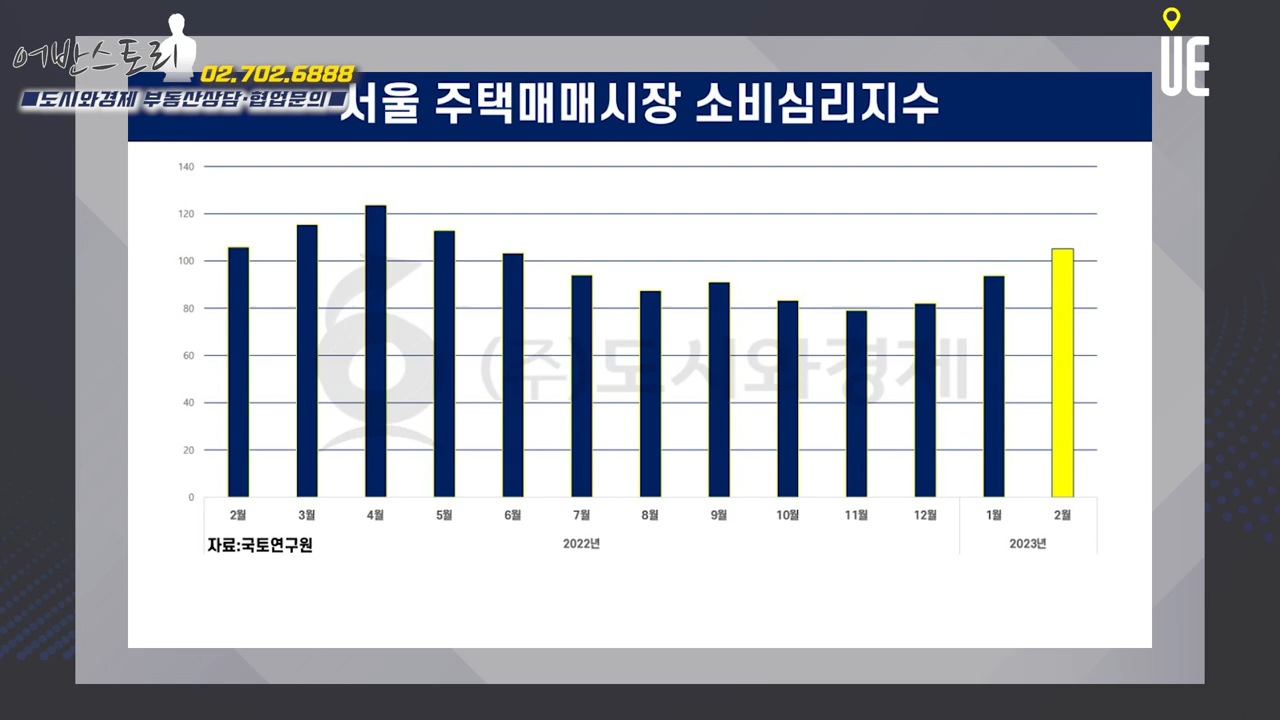 어반스토리
02.702.6888
■도시와경제 부동산상담·협업문의■
UE
서울 주택매매시장 소비심리지수
140
120
100
80
60
40
20
0
(주)도시와경제
2월 3월 4월 5월 6월 7월 8월 9월 10월 11월 12월 1월 2월
자료:국토연구원 2022년 2023년